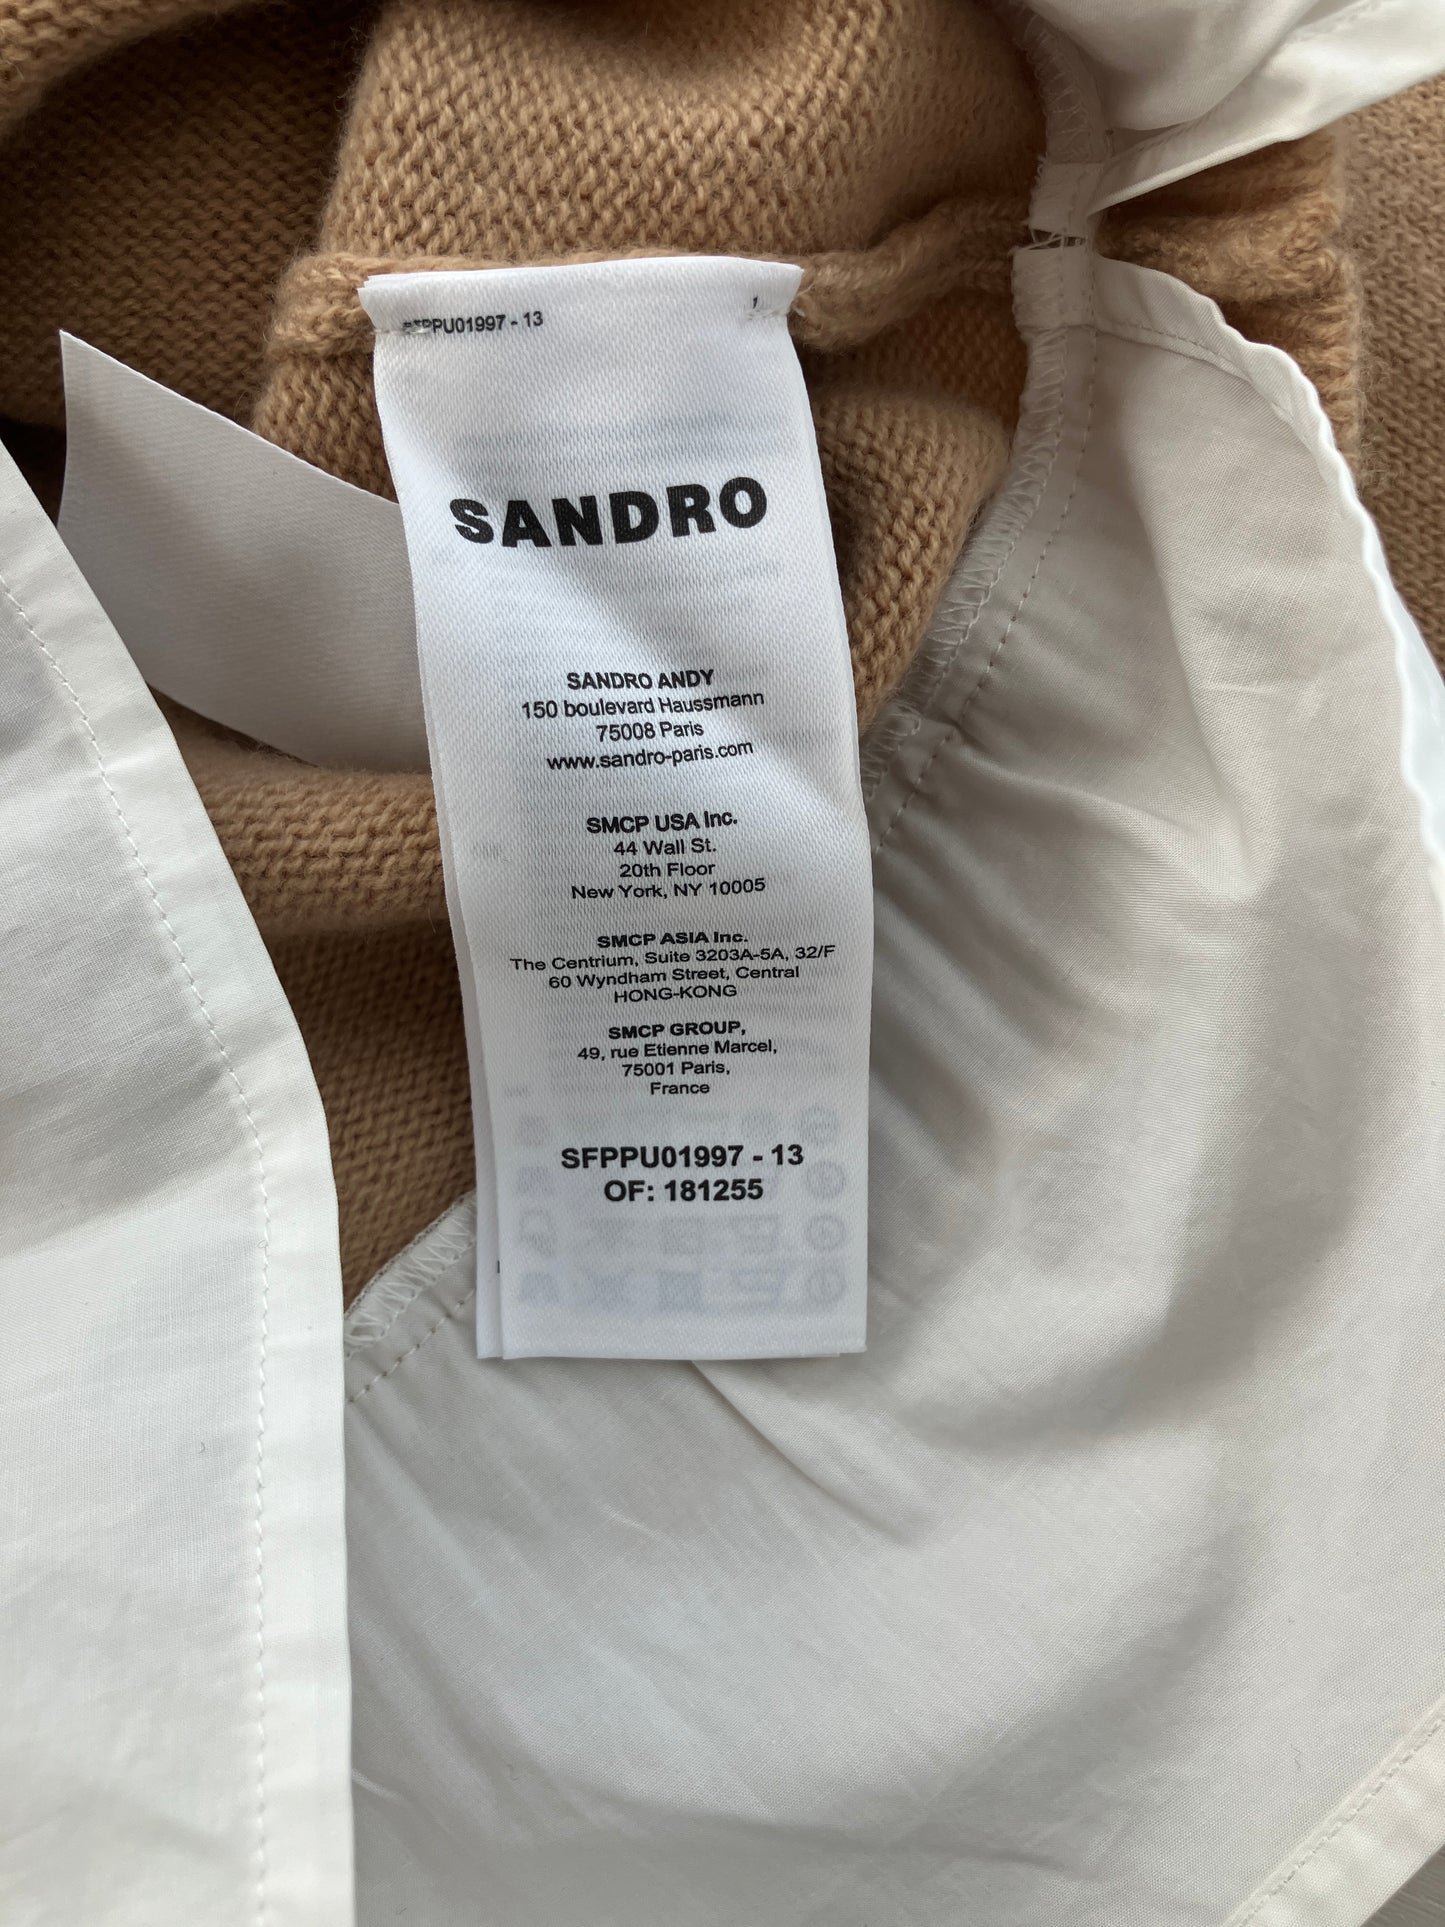 SFPPU01997 - 13
SANDRO
SANDRO ANDY
150 boulevard Haussmann
75008 Paris
www.sandro-paris.com
SMCP USA Inc.
44 Wall St.
20th Floor
New York, NY 10005
SMCP ASIA Inc.
The Centrium, Suite 3203A-5A, 32/F
60 Wyndham Street, Central
HONG-KONG
SMCP GROUP,
49, rue Etienne Marcel,
75001 Paris,
France
SFPPU01997 - 13
OF: 181255